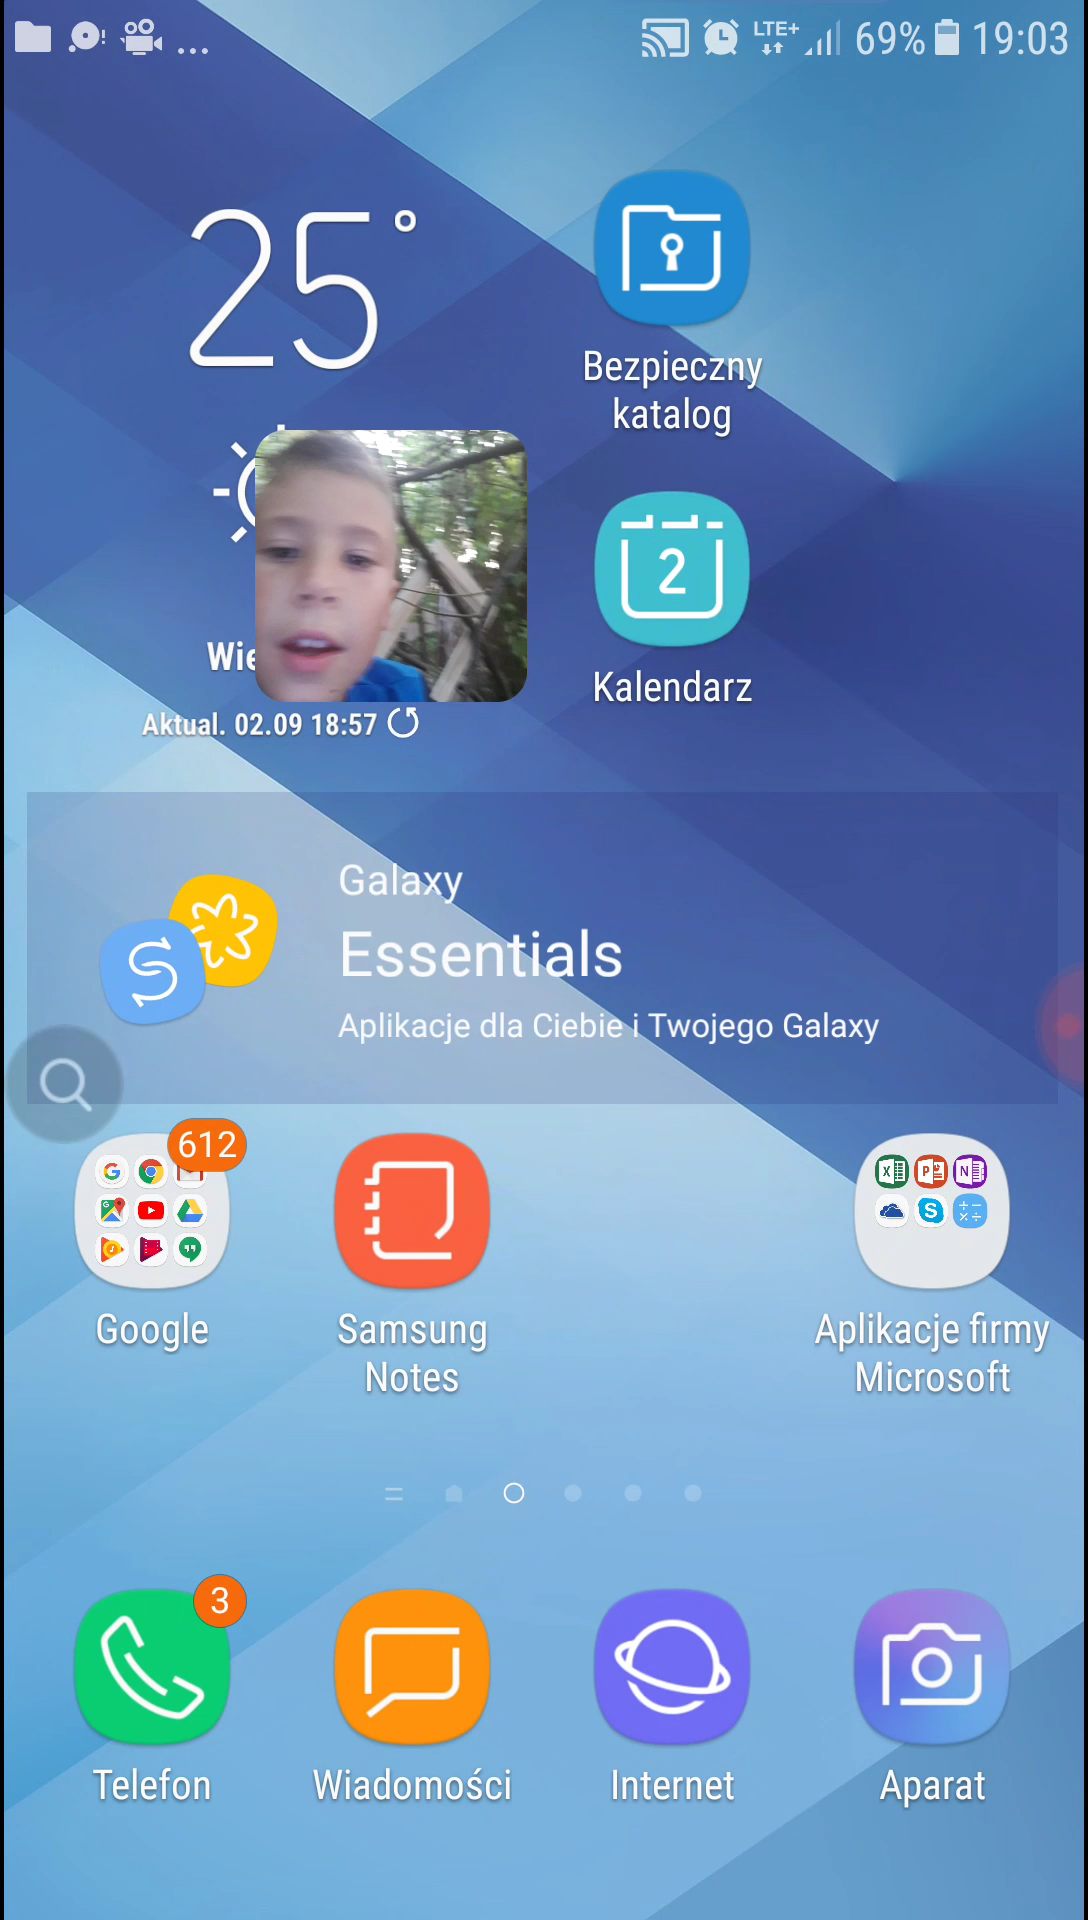 69% 19:03
LTE+
25°
Bezpieczny
katalog
2
Kalendarz
Aktual. 02.09 18:57
Galaxy
Essentials
Aplikacje dla Ciebie i Twojego Galaxy
612
Google
Samsung
Notes
Aplikacje firmy
Microsoft
3
Telefon
Wiadomości
Internet
Aparat